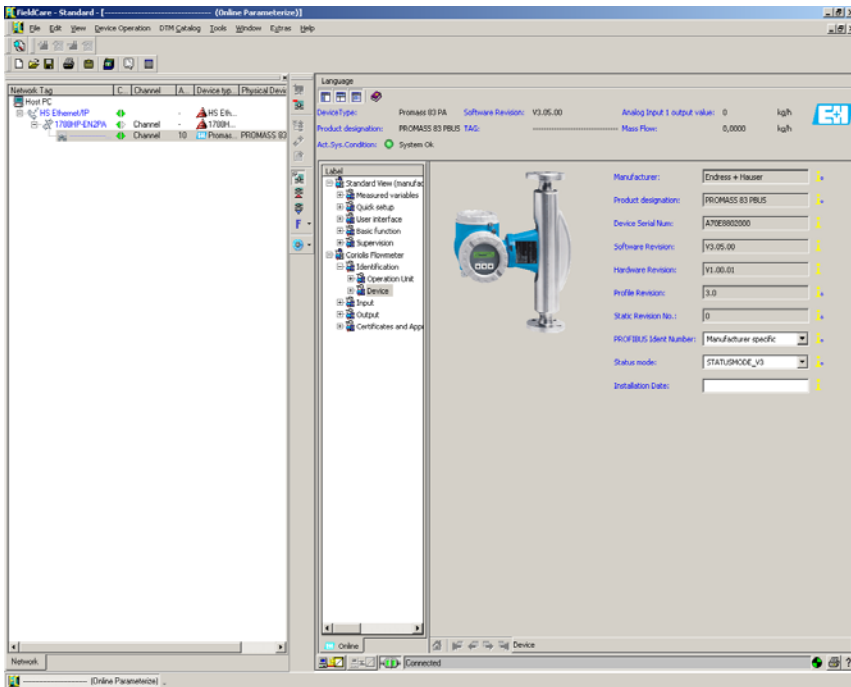 FieldCare - Standard - [---------------------------------- (Online Parameterize)]
File Edit View Device Operation DTM Catalog Tools Window Extras Help
Network Tag C... Channel A... Device typ... Physical Devi
Host PC
HS Ethernet/IP - HS Eth...
1788HP-EN2PA Channel - 1788H...
Channel 10 Promas... PROMASS 83
Network
Language
DeviceType: Promass 83 PA Software Revision: V3.05.00 Analog Input 1 output value: 0 kg/h
Product designation: PROMASS 83 PBUS TAG: ---------------------------------- Mass Flow: 0,0000 kg/h
Act.Sys.Condition: System Ok
E+H
Label
Standard View (manufac
Measured variables
Quick setup
User interface
Basic function
Supervision
Coriolis Flowmeter
Identification
Operation Unit
Device
Input
Output
Certificates and Appr
Manufacturer: Endress + Hauser
Product designation: PROMASS 83 PBUS
Device Serial Num: A70E8802000
Software Revision: V3.05.00
Hardware Revision: V1.00.01
Profile Revision: 3.0
Static Revision No.: 0
PROFIBUS Ident Number: Manufacturer specific
Status mode: STATUSMODE_V3
Installation Date:
Online
Device
Connected
---------------------- (Online Parameterize)